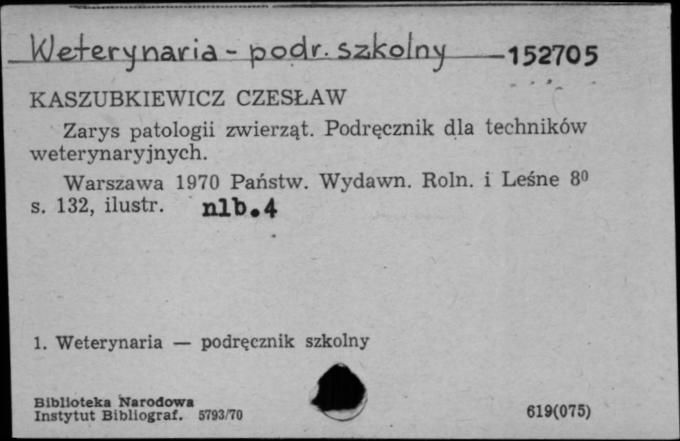 Weterynaria - podr. szkolny 152705
KASZUBKIEWICZ CZESŁAW
Zarys patologii zwierząt. Podręcznik dla techników
weterynaryjnych.
Warszawa 1970 Państw. Wydawn. Roln. i Leśne 8⁰
s. 132, ilustr. nlb.4
1. Weterynaria — podręcznik szkolny
Biblioteka Narodowa
Instytut Bibliograf. 5793/70 619(075)